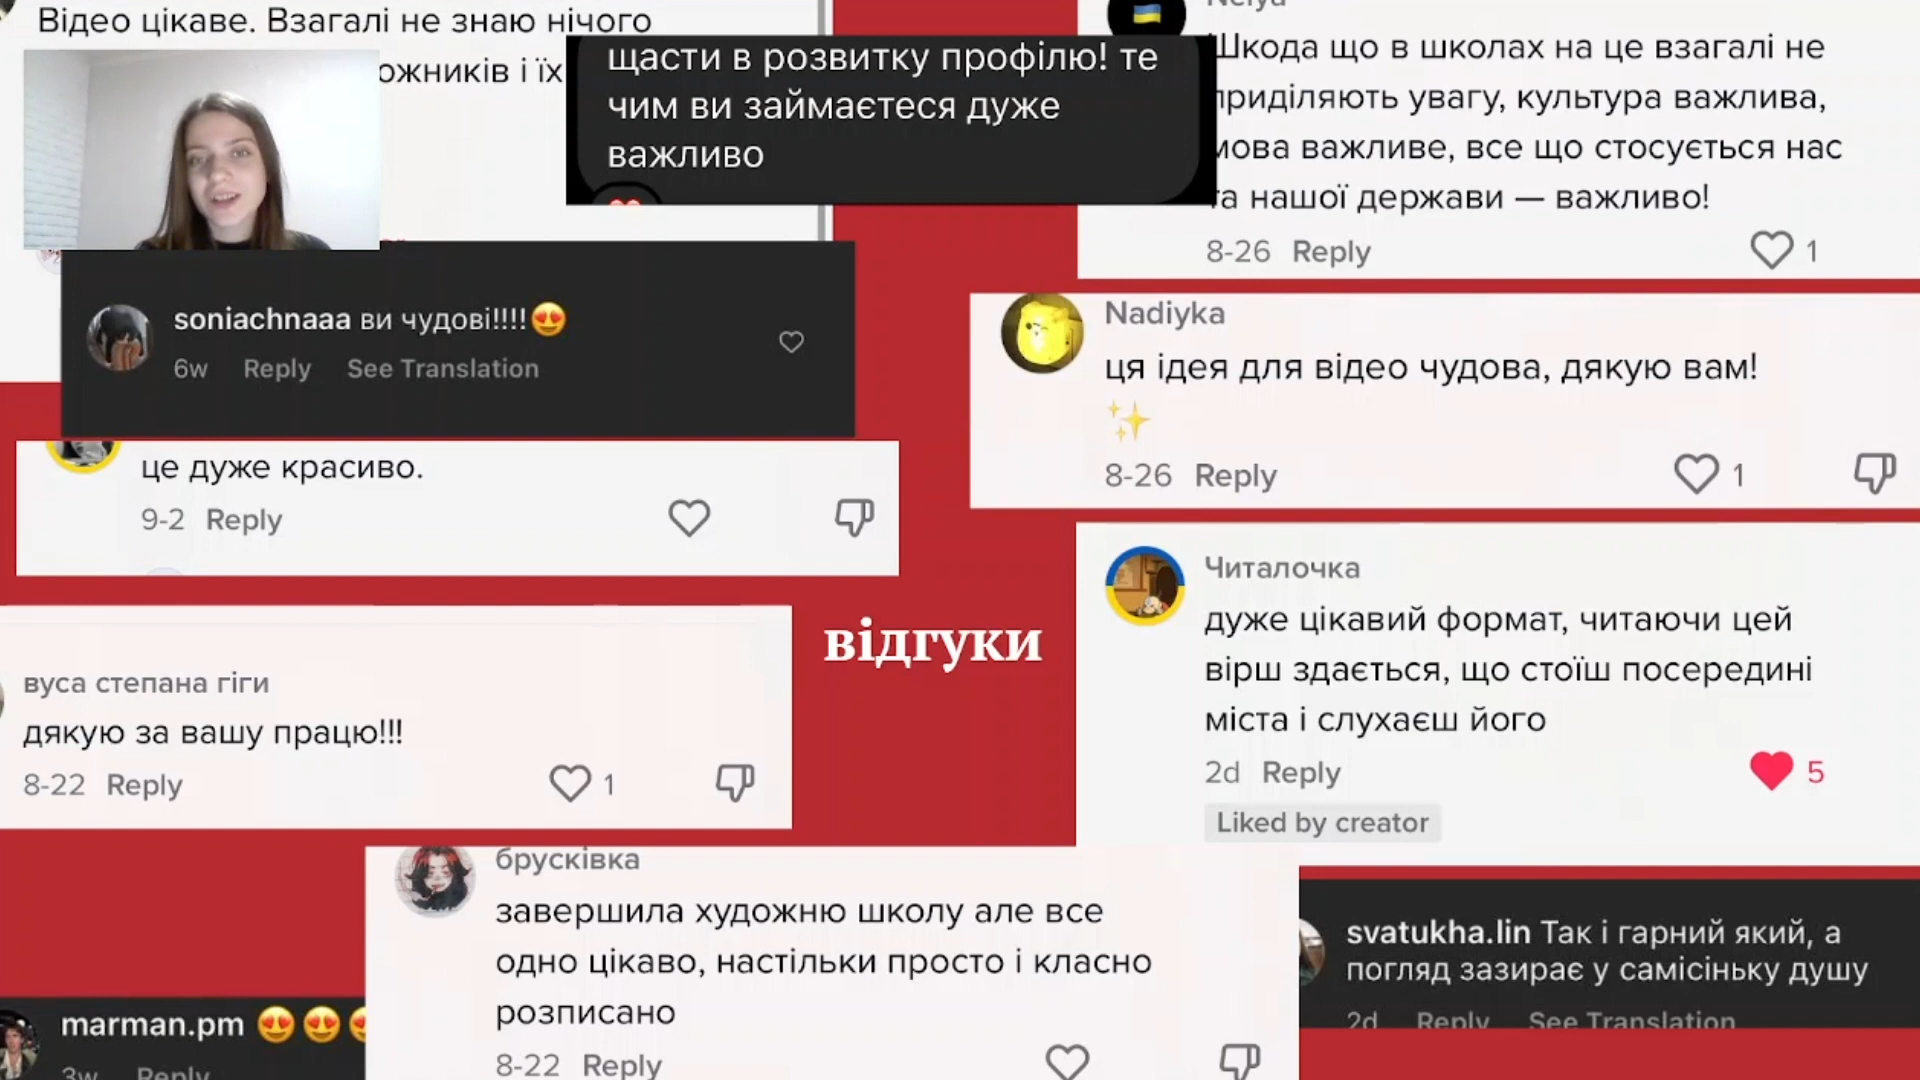 Відео цікаве. Взагалі не знаю нічого
і їх
щасти в розвитку профілю! те
чим ви займаєтеся дуже
важливо
Шкода що в школах на це взагалі не
приділяють увагу, культура важлива,
мова важливе, все що стосується нас
та нашої держави — важливо!
8-26 Reply 1
soniachnaaa ви чудові!!!!😍
6w Reply See Translation
Nadiyka
ця ідея для відео чудова, дякую вам!
✨
8-26 Reply 1
це дуже красиво.
9-2 Reply
відгуки
Читалочка
дуже цікавий формат, читаючи цей
вірш здається, що стоїш посередині
міста і слухаєш його
2d Reply 5
Liked by creator
вуса степана гіги
дякую за вашу працю!!!
8-22 Reply 1
брусківка
завершила художню школу але все
одно цікаво, настільки просто і класно
розписано
8-22 Reply
svatukha.lin Так і гарний який, а
погляд зазирає у самісіньку душу
2d Reply See Translation
marman.pm 😍😍😍
3w Reply